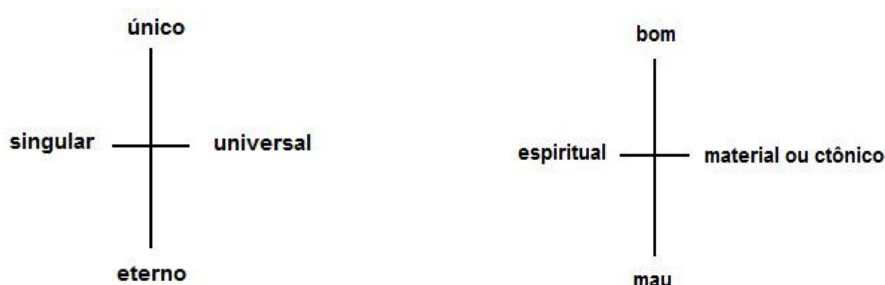 único
singular
universal
eterno
bom
espiritual
material ou ctônico
mau